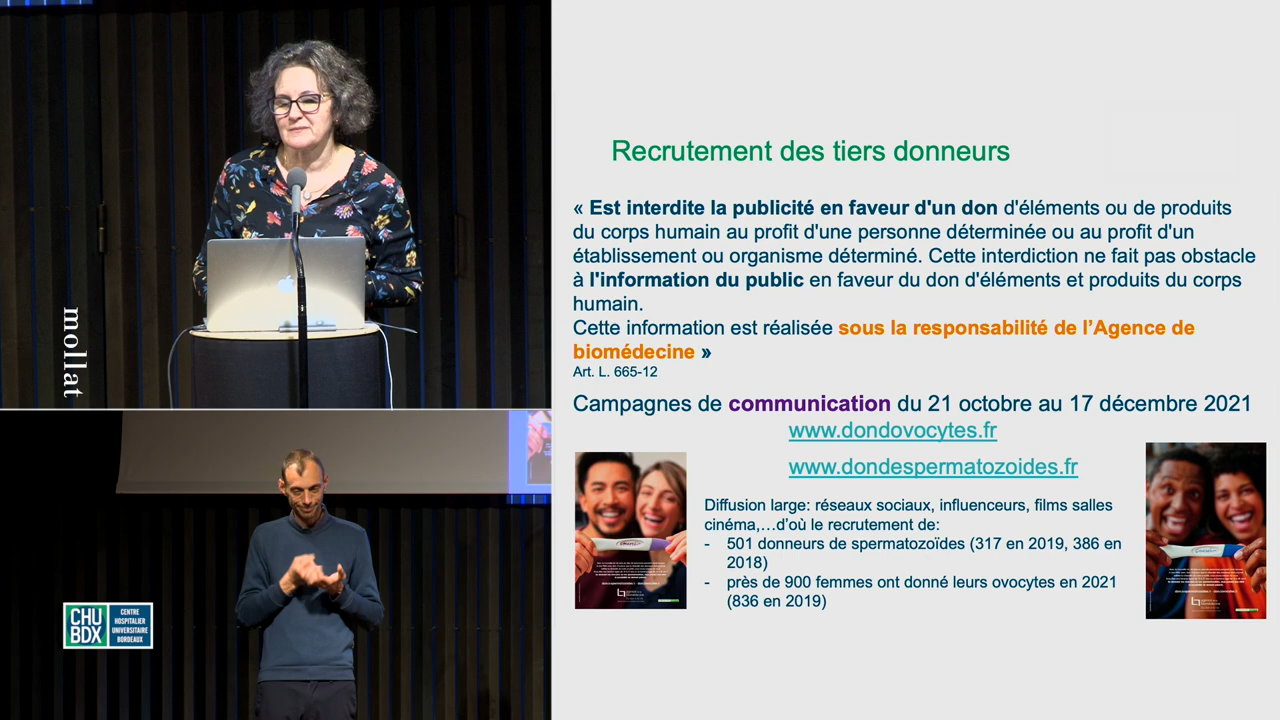 mollat
CHU
BDX
CENTRE
HOSPITALIER
UNIVERSITAIRE
BORDEAUX
Recrutement des tiers donneurs
« Est interdite la publicité en faveur d'un don d'éléments ou de produits
du corps humain au profit d'une personne déterminée ou au profit d'un
établissement ou organisme déterminé. Cette interdiction ne fait pas obstacle
à l'information du public en faveur du don d'éléments et produits du corps
humain.
Cette information est réalisée sous la responsabilité de l'Agence de
biomédecine »
Art. L. 665-12
Campagnes de communication du 21 octobre au 17 décembre 2021
www.dondovocytes.fr
www.dondespermatozoides.fr
Diffusion large: réseaux sociaux, influenceurs, films salles
cinéma,…d'où le recrutement de:
- 501 donneurs de spermatozoïdes (317 en 2019, 386 en
2018)
- près de 900 femmes ont donné leurs ovocytes en 2021
(836 en 2019)